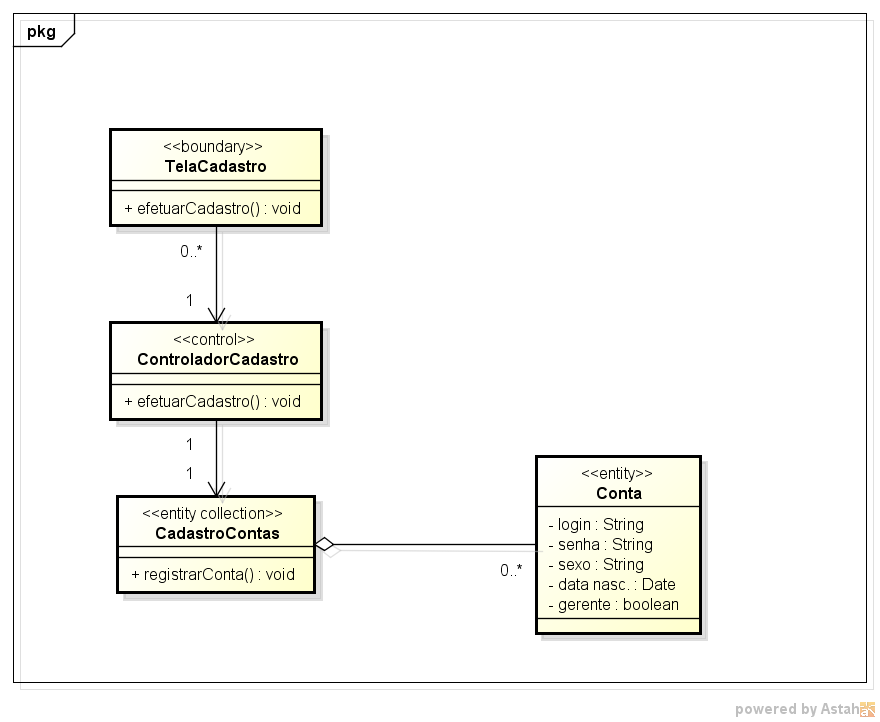 pkg
<<boundary>>
TelaCadastro
+ efetuarCadastro() : void
0..*
1
<<control>>
ControladorCadastro
+ efetuarCadastro() : void
1
1
<<entity collection>>
CadastroContas
+ registrarConta() : void
0..*
<<entity>>
Conta
- login : String
- senha : String
- sexo : String
- data nasc. : Date
- gerente : boolean
powered by Astah